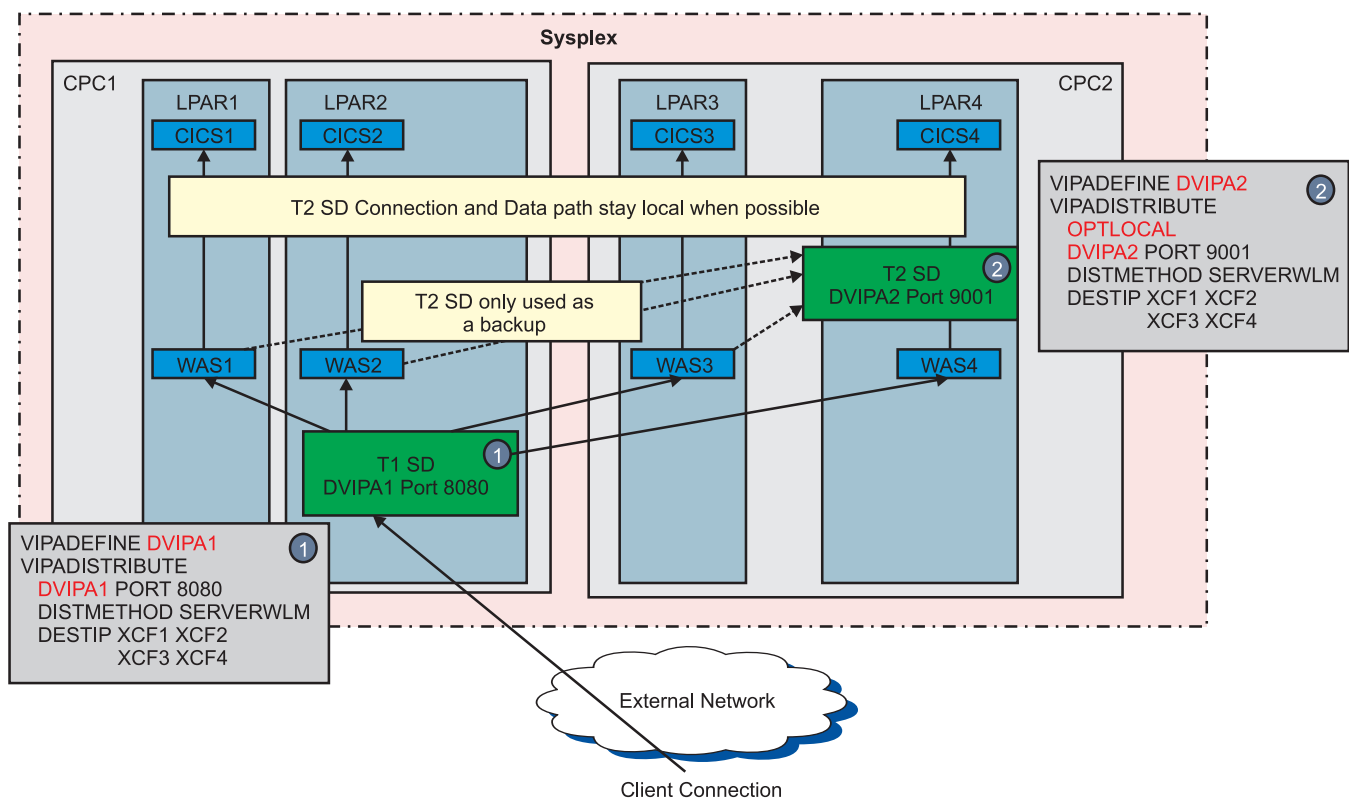 Sysplex
CPC1
CPC2
LPAR1
LPAR2
LPAR3
LPAR4
CICS1
CICS2
CICS3
CICS4
T2 SD Connection and Data path stay local when possible
VIPADEFINE DVIPA2
2
VIPADISTRIBUTE
OPTLOCAL
DVIPA2 PORT 9001
DISTMETHOD SERVERWLM
DESTIP XCF1 XCF2
XCF3 XCF4
T2 SD
2
DVIPA2 Port 9001
T2 SD only used as
a backup
WAS1
WAS2
WAS3
WAS4
T1 SD
1
DVIPA1 Port 8080
VIPADEFINE DVIPA1
1
VIPADISTRIBUTE
DVIPA1 PORT 8080
DISTMETHOD SERVERWLM
DESTIP XCF1 XCF2
XCF3 XCF4
External Network
Client Connection